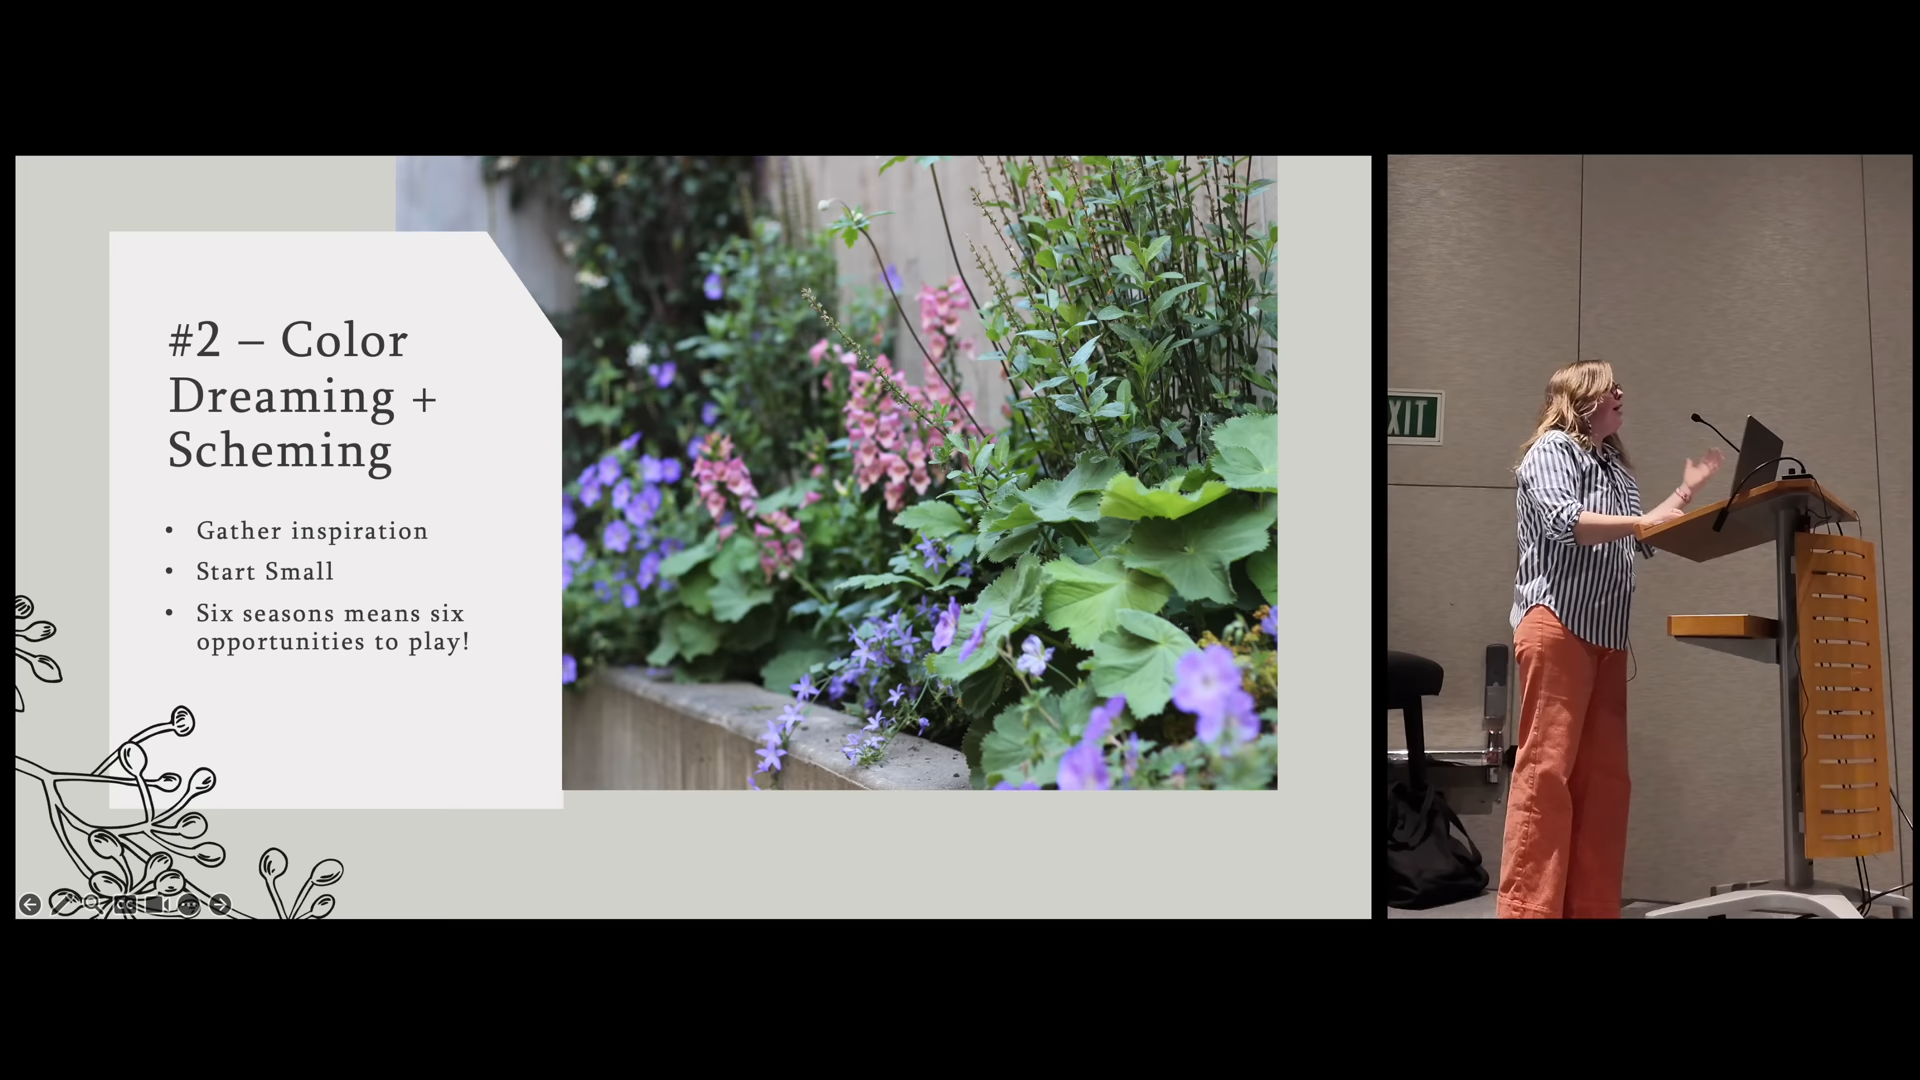 #2 – Color
Dreaming +
Scheming
• Gather inspiration
• Start Small
• Six seasons means six
opportunities to play!
XIT